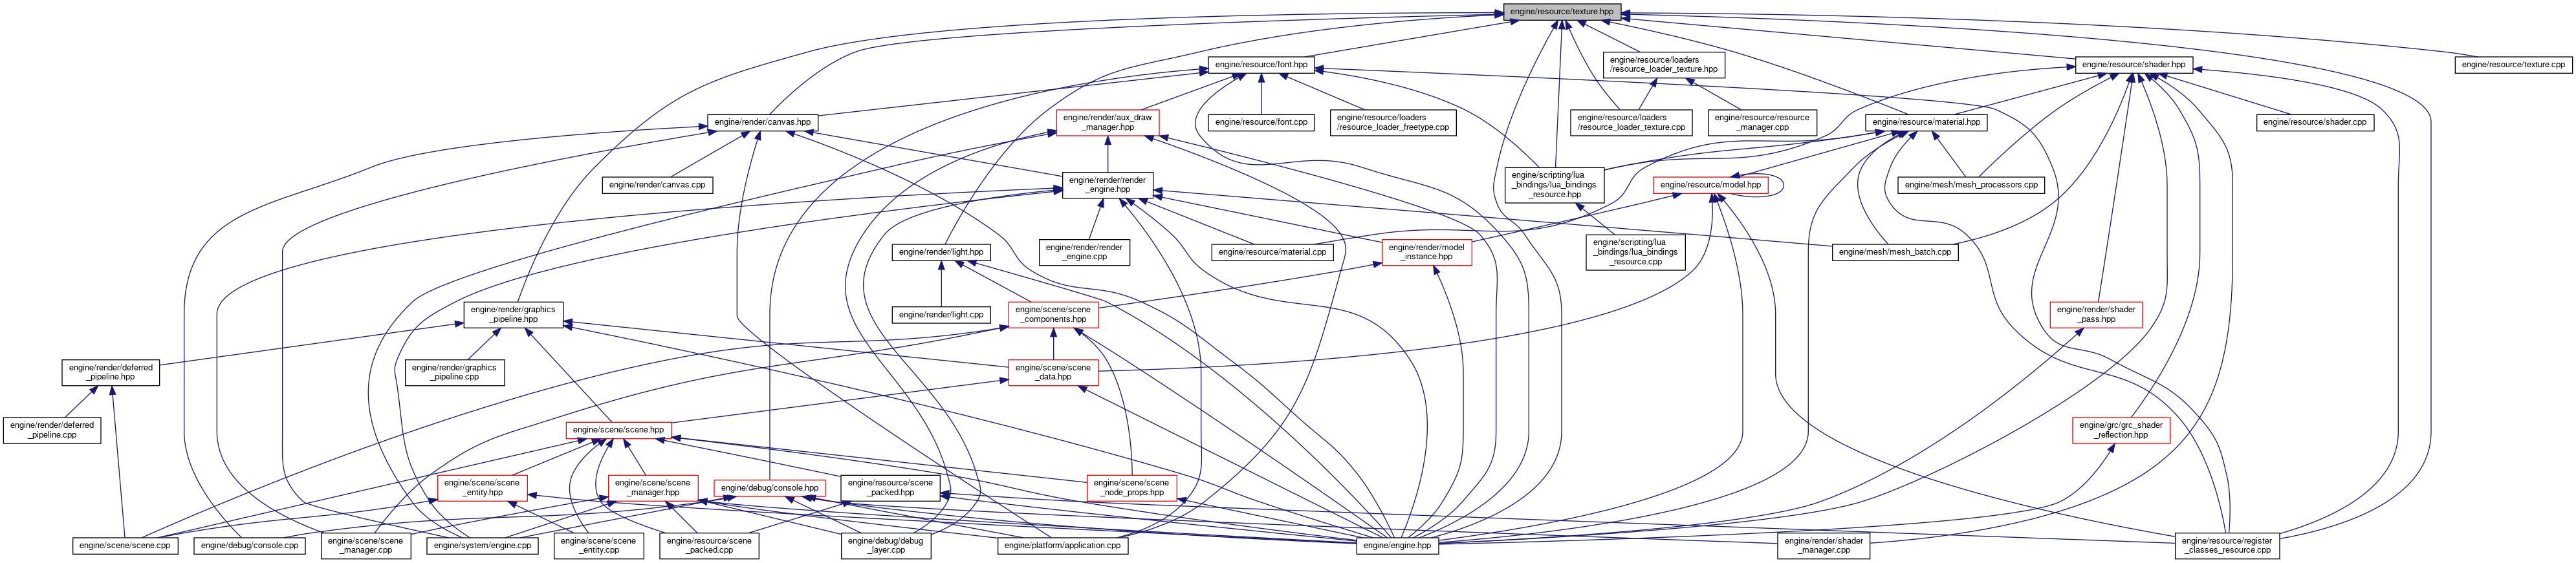 engine/resource/texture.hpp
engine/resource/font.hpp
engine/resource/loaders
/resource_loader_texture.hpp
engine/resource/shader.hpp
engine/resource/texture.cpp
engine/render/canvas.hpp
engine/render/aux_draw
_manager.hpp
engine/resource/font.cpp
engine/resource/loaders
/resource_loader_freetype.cpp
engine/resource/loaders
/resource_loader_texture.cpp
engine/resource/resource
_manager.cpp
engine/resource/material.hpp
engine/resource/shader.cpp
engine/render/canvas.cpp
engine/render/render
_engine.hpp
engine/scripting/lua
_bindings/lua_bindings
_resource.hpp
engine/resource/model.hpp
engine/mesh/mesh_processors.cpp
engine/render/light.hpp
engine/render/render
_engine.cpp
engine/resource/material.cpp
engine/scripting/lua
_bindings/lua_bindings
_resource.cpp
engine/render/model
_instance.hpp
engine/mesh/mesh_batch.cpp
engine/render/graphics
_pipeline.hpp
engine/render/light.cpp
engine/scene/scene
_components.hpp
engine/render/shader
_pass.hpp
engine/render/deferred
_pipeline.hpp
engine/render/graphics
_pipeline.cpp
engine/scene/scene
_data.hpp
engine/render/deferred
_pipeline.cpp
engine/scene/scene.hpp
engine/grc/grc_shader
_reflection.hpp
engine/scene/scene
_entity.hpp
engine/scene/scene
_manager.hpp
engine/debug/console.hpp
engine/resource/scene
_packed.hpp
engine/scene/scene
_node_props.hpp
engine/scene/scene.cpp
engine/debug/console.cpp
engine/scene/scene
_manager.cpp
engine/system/engine.cpp
engine/scene/scene
_entity.cpp
engine/resource/scene
_packed.cpp
engine/debug/debug
_layer.cpp
engine/platform/application.cpp
engine/engine.hpp
engine/render/shader
_manager.cpp
engine/resource/register
_classes_resource.cpp